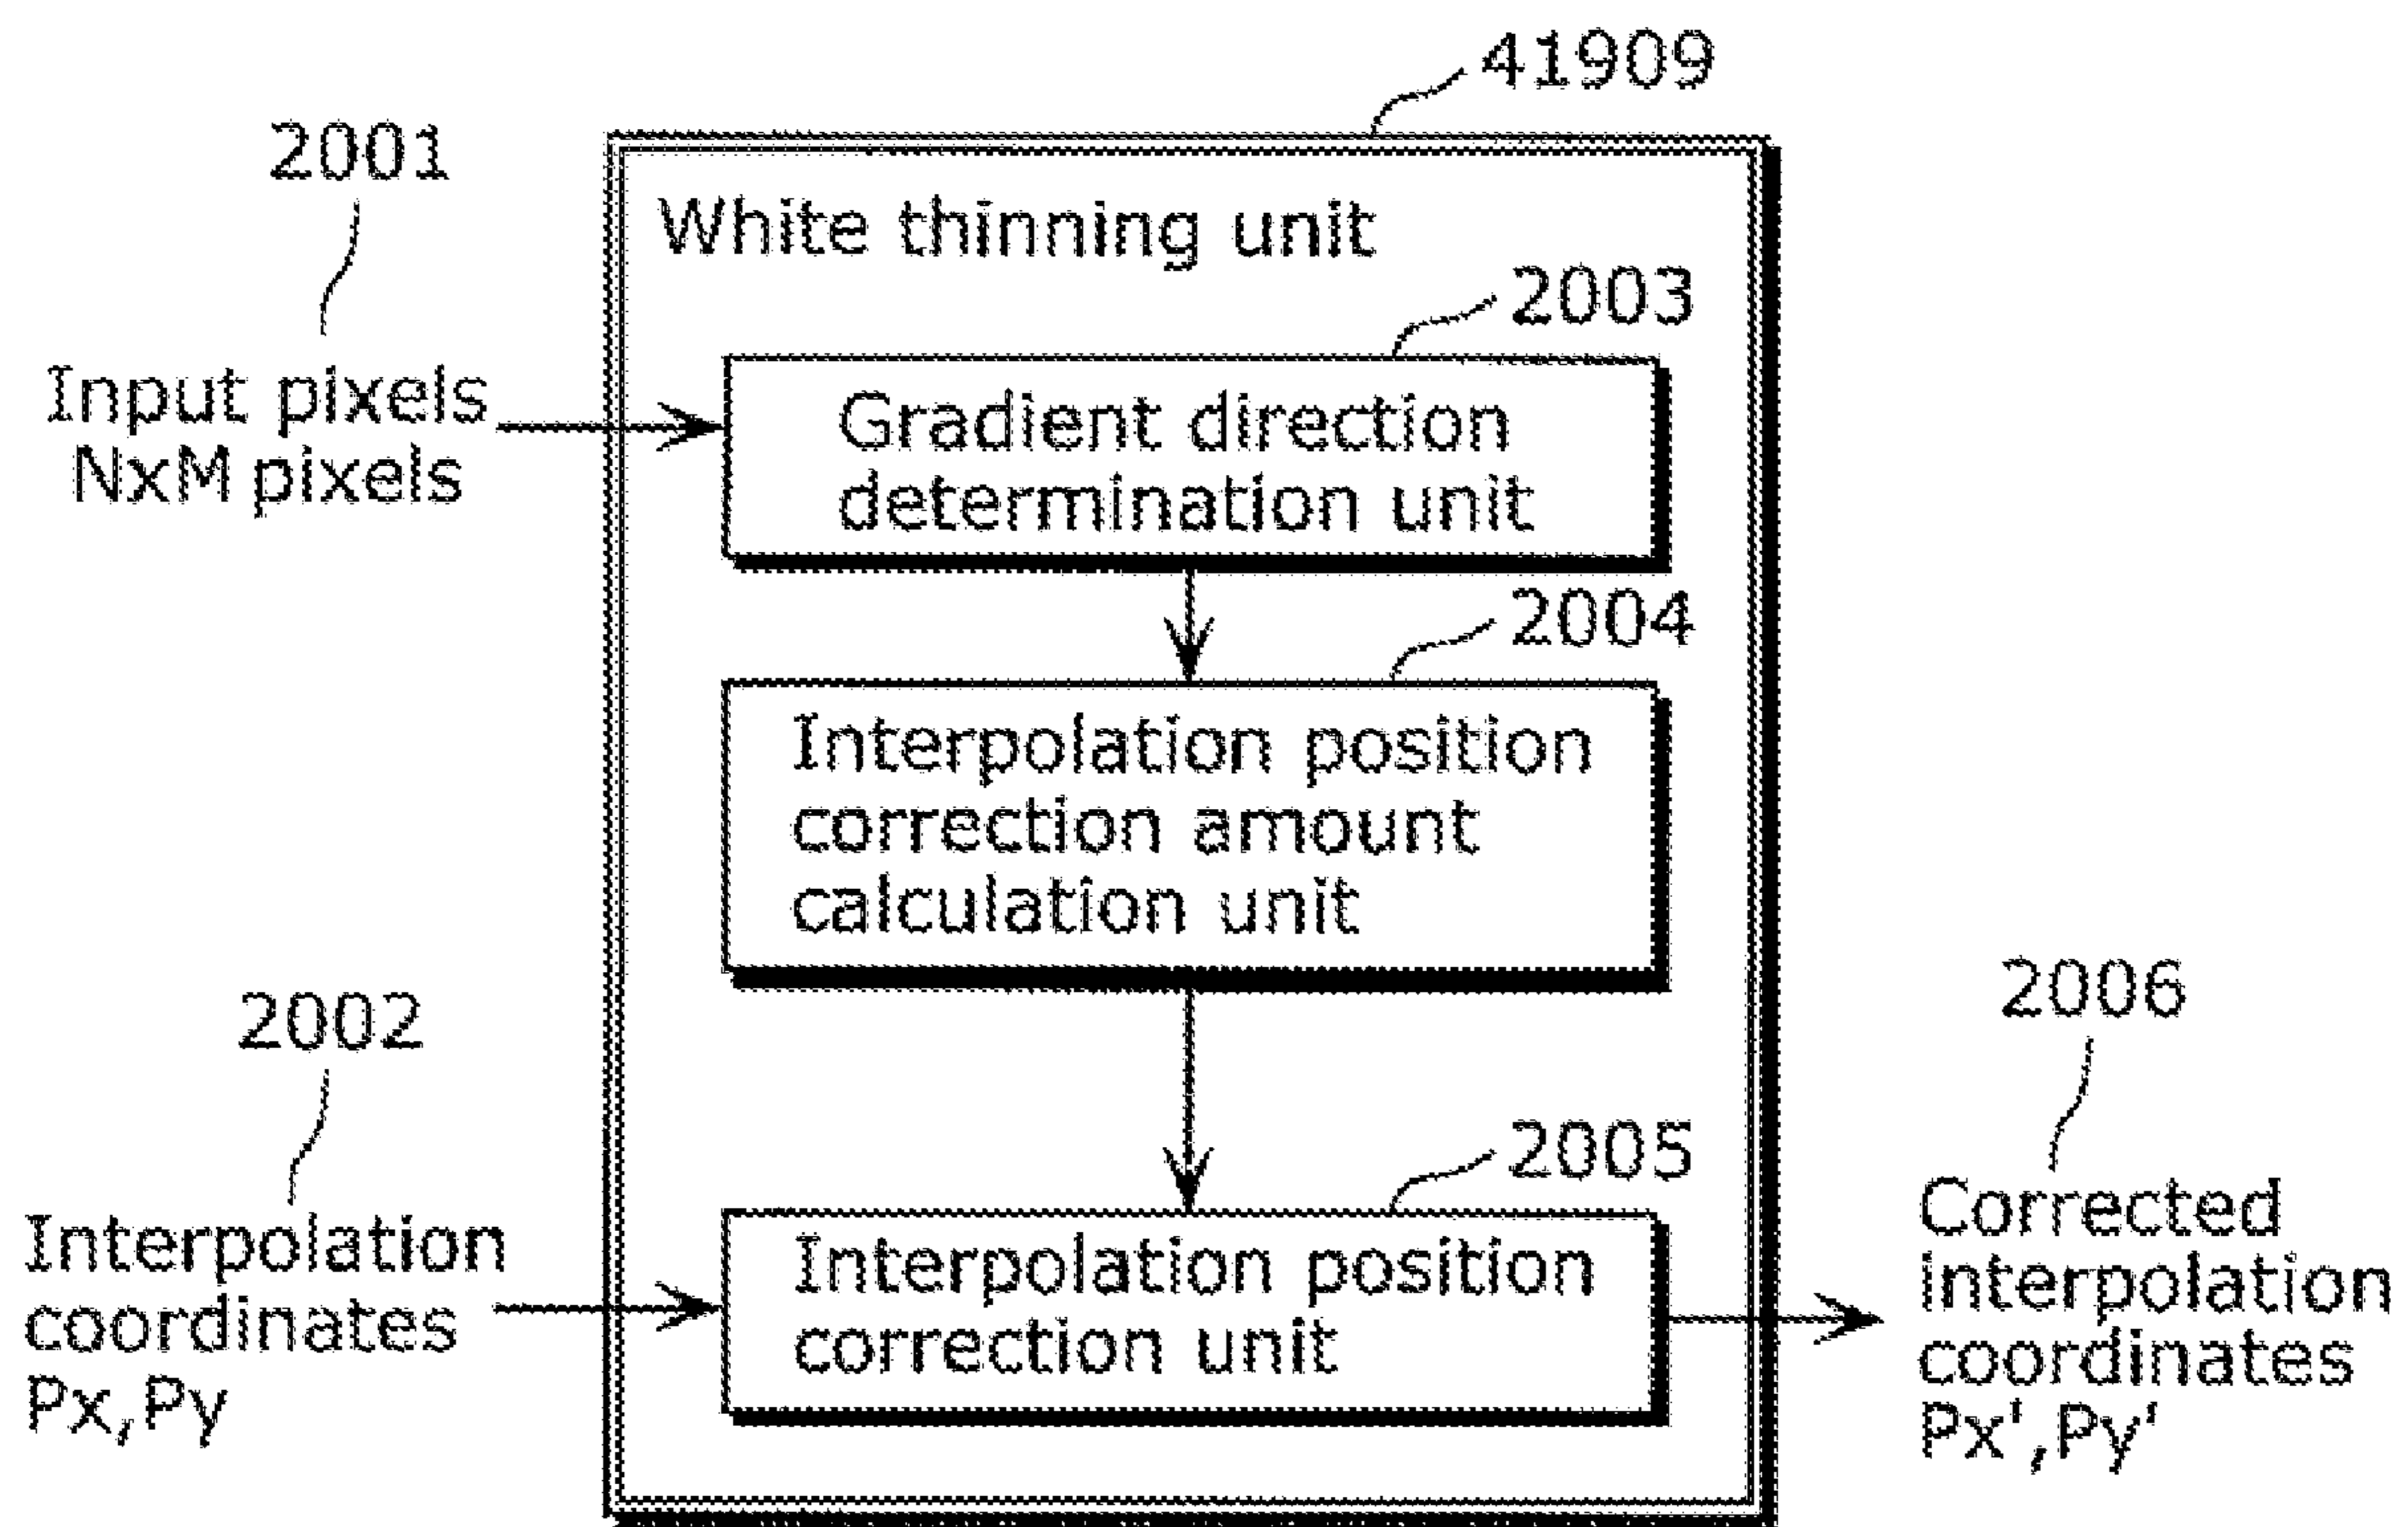 41909
2001
White thinning unit
2003
Input pixels
NxM pixels
Gradient direction
determination unit
2004
Interpolation position
correction amount
calculation unit
2002
2006
2005
Interpolation
coordinates
Px,Py
Interpolation position
correction unit
Corrected
interpolation
coordinates
Px',Py'